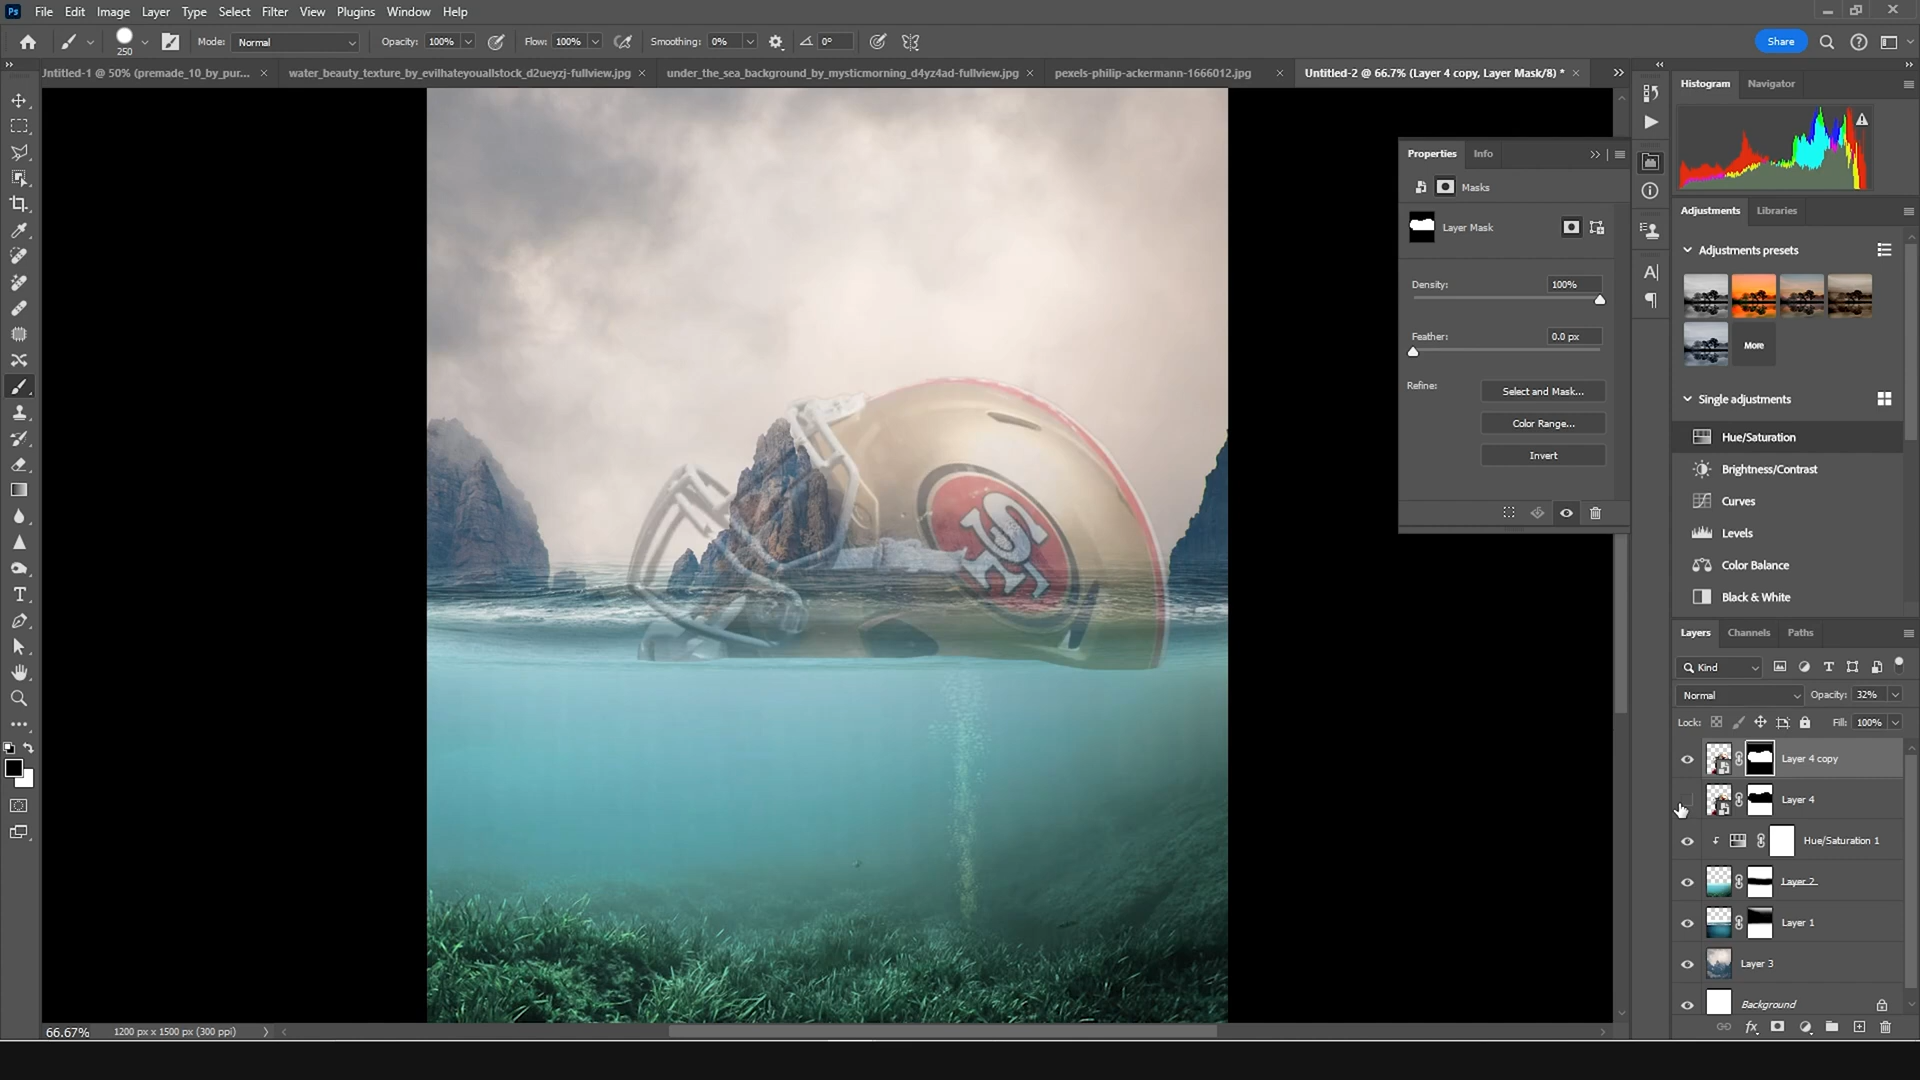 Ps File Edit Image Layer Type Select Filter View Plugins Window Help
250 Mode: Normal Opacity: 100% Flow: 100% Smoothing: 0% 0° Share
Untitled-1 @ 50% (premade_10_by_pur... × water_beauty_texture_by_evilhateyouallstock_d2ueyzj-fullview.jpg × under_the_sea_background_by_mysticmorning_d4yz4ad-fullview.jpg × pexels-philip-ackermann-1666012.jpg × Untitled-2 @ 66.7% (Layer 4 copy, Layer Mask/8) * ×
Histogram Navigator
Properties Info
Masks
Layer Mask
Density: 100%
Feather: 0.0 px
Refine:
Select and Mask...
Color Range...
Invert
Adjustments Libraries
Adjustments presets
More
Single adjustments
Hue/Saturation
Brightness/Contrast
Curves
Levels
Color Balance
Black & White
SF
Layers Channels Paths
Kind
Normal Opacity: 32%
Lock: Fill: 100%
Layer 4 copy
Layer 4
Hue/Saturation 1
Layer 2
Layer 1
Layer 3
Background
66.67% 1200 px x 1500 px (300 ppi)